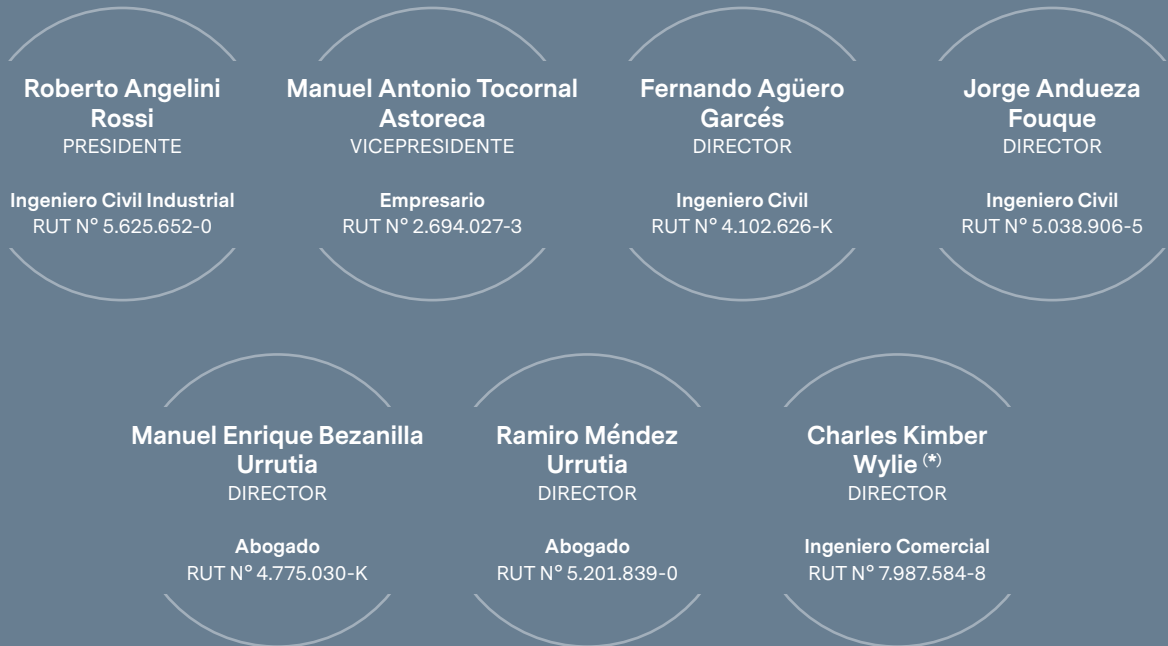 Roberto Angelini
Rossi
PRESIDENTE
Ingeniero Civil Industrial
RUT N° 5.625.652-0
Manuel Antonio Tocornal
Astoreca
VICEPRESIDENTE
Empresario
RUT N° 2.694.027-3
Fernando Agüero
Garcés
DIRECTOR
Ingeniero Civil
RUT N° 4.102.626-K
Jorge Andueza
Fouque
DIRECTOR
Ingeniero Civil
RUT N° 5.038.906-5
Manuel Enrique Bezanilla
Urrutia
DIRECTOR
Abogado
RUT N° 4.775.030-K
Ramiro Méndez
Urrutia
DIRECTOR
Abogado
RUT N° 5.201.839-0
Charles Kimber
Wylie (*)
DIRECTOR
Ingeniero Comercial
RUT N° 7.987.584-8